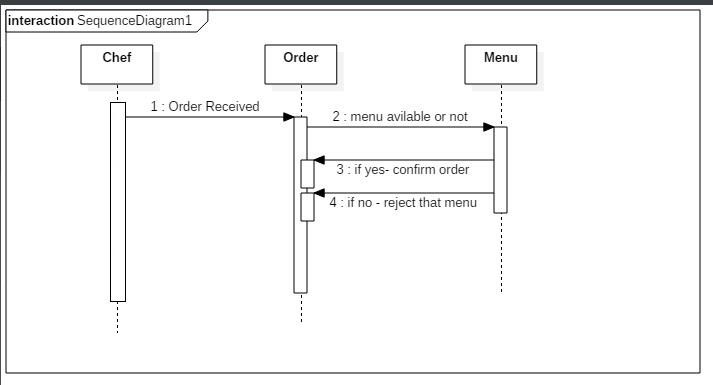 interaction SequenceDiagram1
Chef
Order
Menu
1 : Order Received
2 : menu avilable or not
3 : if yes- confirm order
4 : if no - reject that menu